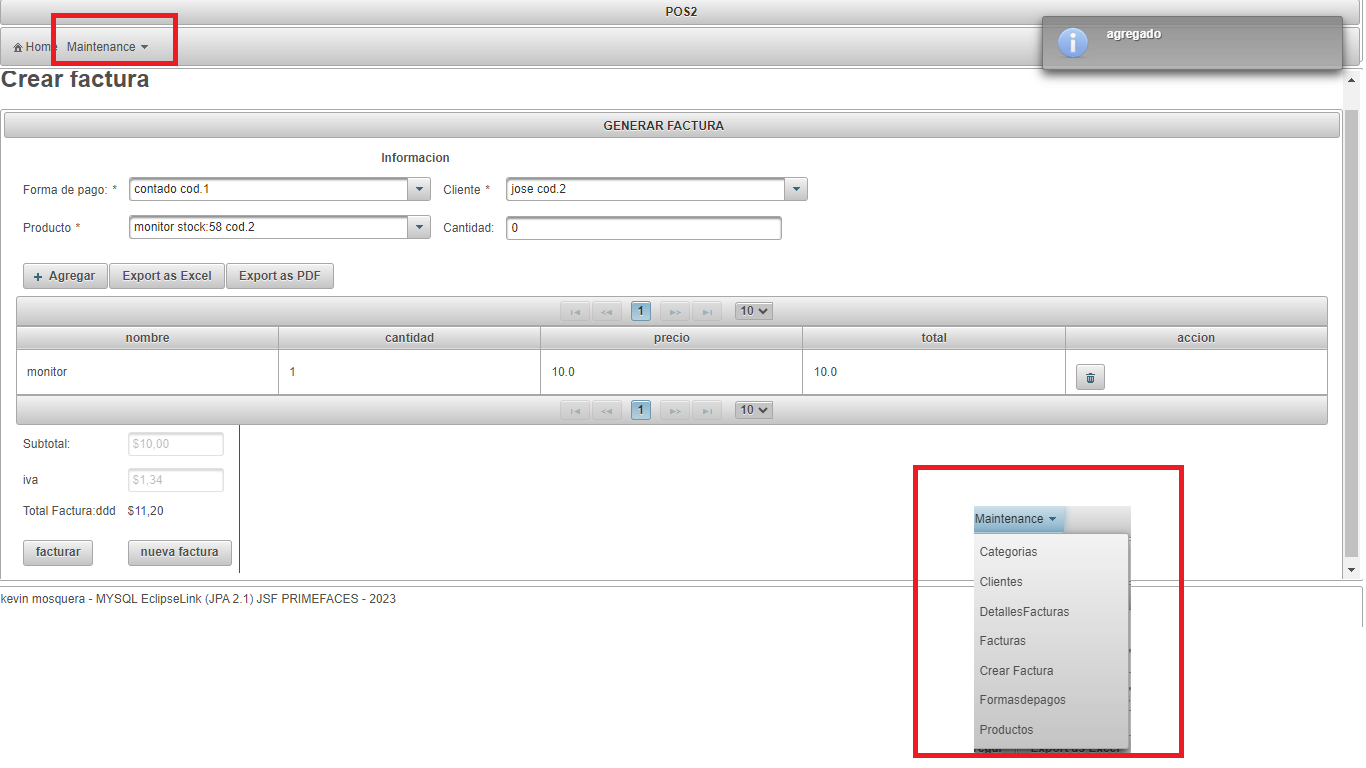 POS2
Home Maintenance
agregado
Crear factura
GENERAR FACTURA
Informacion
Forma de pago: * contado cod.1 Cliente * jose cod.2
Producto * monitor stock:58 cod.2 Cantidad: 0
+ Agregar Export as Excel Export as PDF
1 10
nombre cantidad precio total accion
monitor 1 10.0 10.0
1 10
Subtotal: $10,00
iva $1,34
Total Factura:ddd $11,20
facturar nueva factura
kevin mosquera - MYSQL EclipseLink (JPA 2.1) JSF PRIMEFACES - 2023
Maintenance
Categorias
Clientes
DetallesFacturas
Facturas
Crear Factura
Formasdepagos
Productos